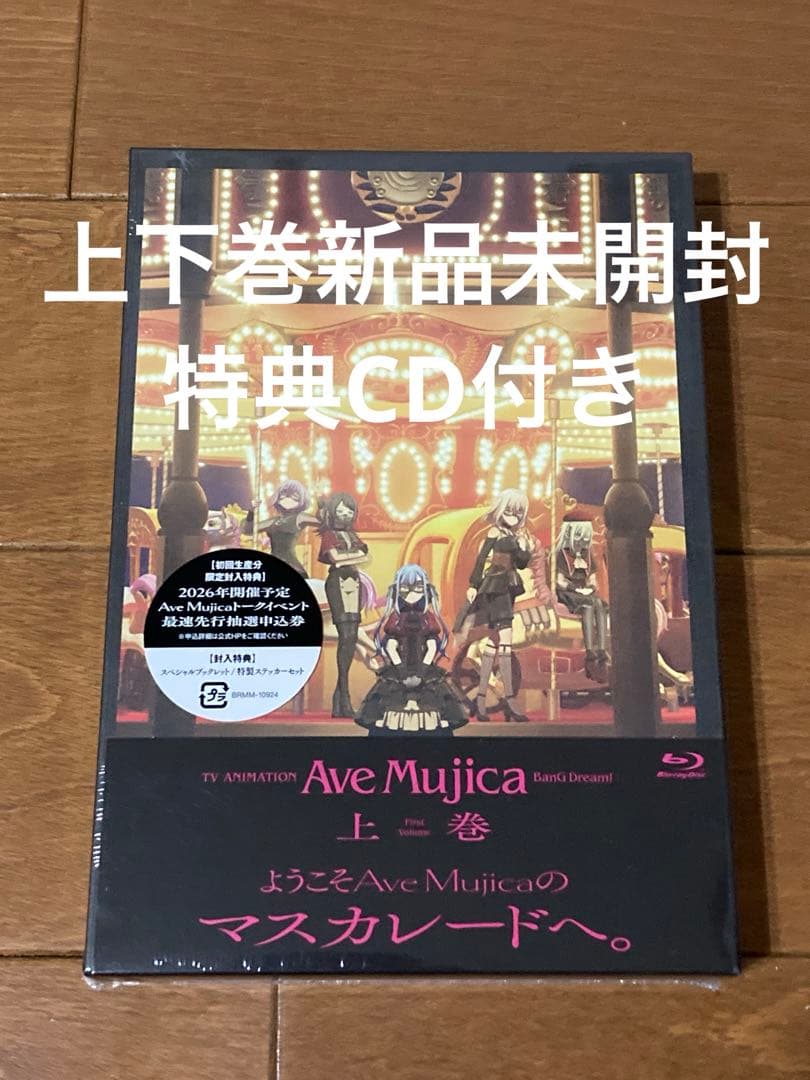 上下巻新品未開封
特典CD付き
【初回生産分
限定封入特典】
2026年開催予定
Ave Mujicaトークイベント
最速先行抽選申込券
※申込詳細は公式HPをご確認ください
【封入特典】
スペシャルブックレット/特製ステッカーセット
プラ
BRMM-10924
TV ANIMATION Ave Mujica BanG Dream!
Blu-ray Disc
上 First Volume 巻
ようこそAve Mujicaの
マスカレードへ。